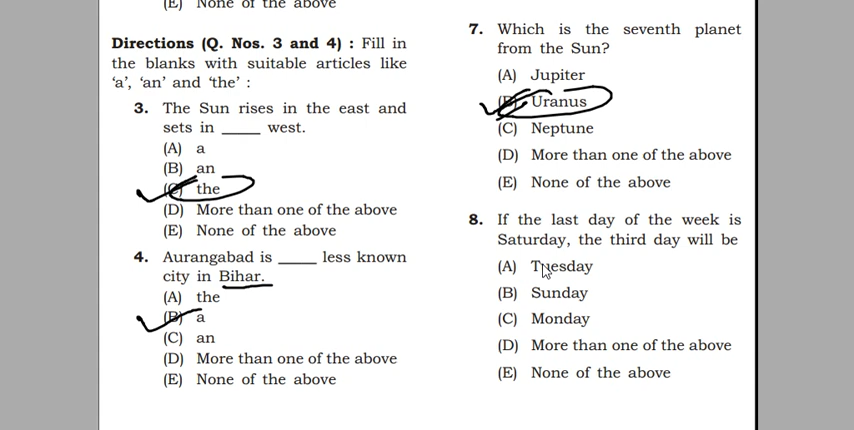 (E) None of the above
Directions (Q. Nos. 3 and 4) : Fill in
the blanks with suitable articles like
‘a’, ‘an’ and ‘the’ :
3. The Sun rises in the east and
sets in _____ west.
(A) a
(B) an
(C) the
(D) More than one of the above
(E) None of the above
4. Aurangabad is _____ less known
city in Bihar.
(A) the
(B) a
(C) an
(D) More than one of the above
(E) None of the above
7. Which is the seventh planet
from the Sun?
(A) Jupiter
(B) Uranus
(C) Neptune
(D) More than one of the above
(E) None of the above
8. If the last day of the week is
Saturday, the third day will be
(A) Tuesday
(B) Sunday
(C) Monday
(D) More than one of the above
(E) None of the above